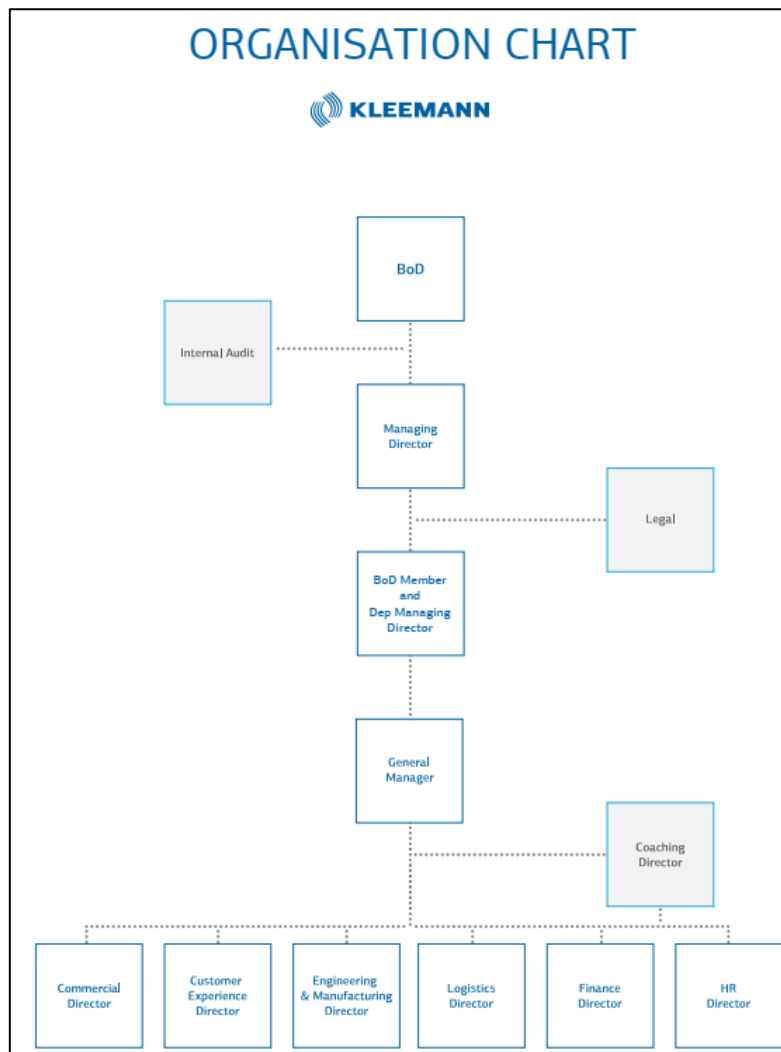 ORGANISATION CHART
KLEEMANN
BoD
Internal Audit
Managing
Director
Legal
BoD Member
and
Dep Managing
Director
General
Manager
Coaching
Director
Commercial
Director
Customer
Experience
Director
Engineering
& Manufacturing
Director
Logistics
Director
Finance
Director
HR
Director